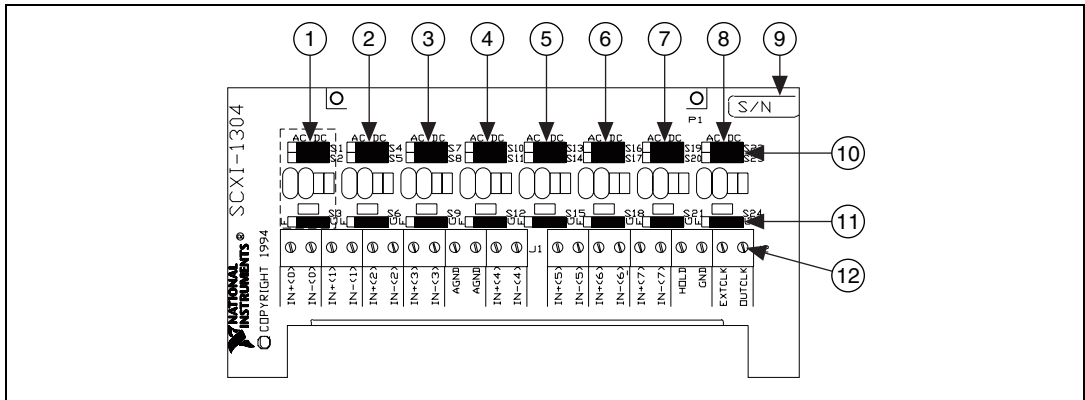 1 2 3 4 5 6 7 8 9
SCXI-1304
P1
S/N
AC DC AC DC AC DC AC DC AC DC AC DC AC DC AC DC
S1 S4 S7 S10 S13 S16 S19 S22
S2 S5 S8 S11 S14 S17 S20 S23
10
S3 S6 S9 S12 S15 S18 S21 S24
F G F G F G F G F G F G F
11
J1
12
NATIONAL
INSTRUMENTS ®
© COPYRIGHT 1994
IN+<0>
IN-<0>
IN+<1>
IN-<1>
IN+<2>
IN-<2>
IN+<3>
IN-<3>
AGND
AGND
IN+<4>
IN-<4>
IN+<5>
IN-<5>
IN+<6>
IN-<6>
IN+<7>
IN-<7>
HOLD
GND
EXTCLK
OUTCLK